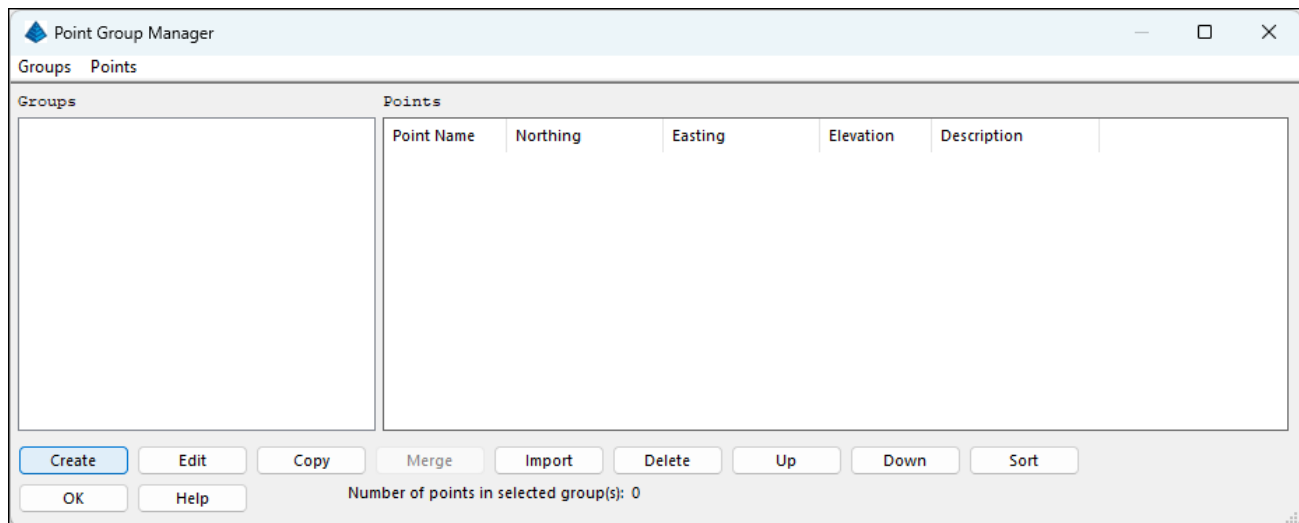 Point Group Manager
Groups Points
Groups Points
Point Name Northing Easting Elevation Description
Create Edit Copy Merge Import Delete Up Down Sort
OK Help Number of points in selected group(s): 0